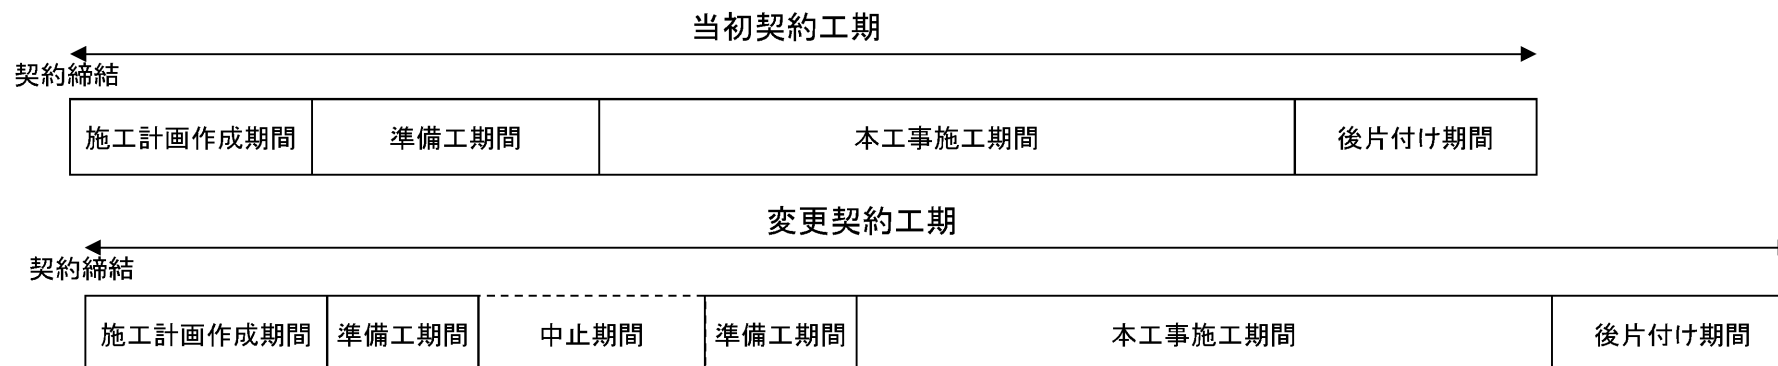 当初契約工期
契約締結
施工計画作成期間 準備工期間 本工事施工期間 後片付け期間
変更契約工期
契約締結
施工計画作成期間 準備工期間 中止期間 準備工期間 本工事施工期間 後片付け期間